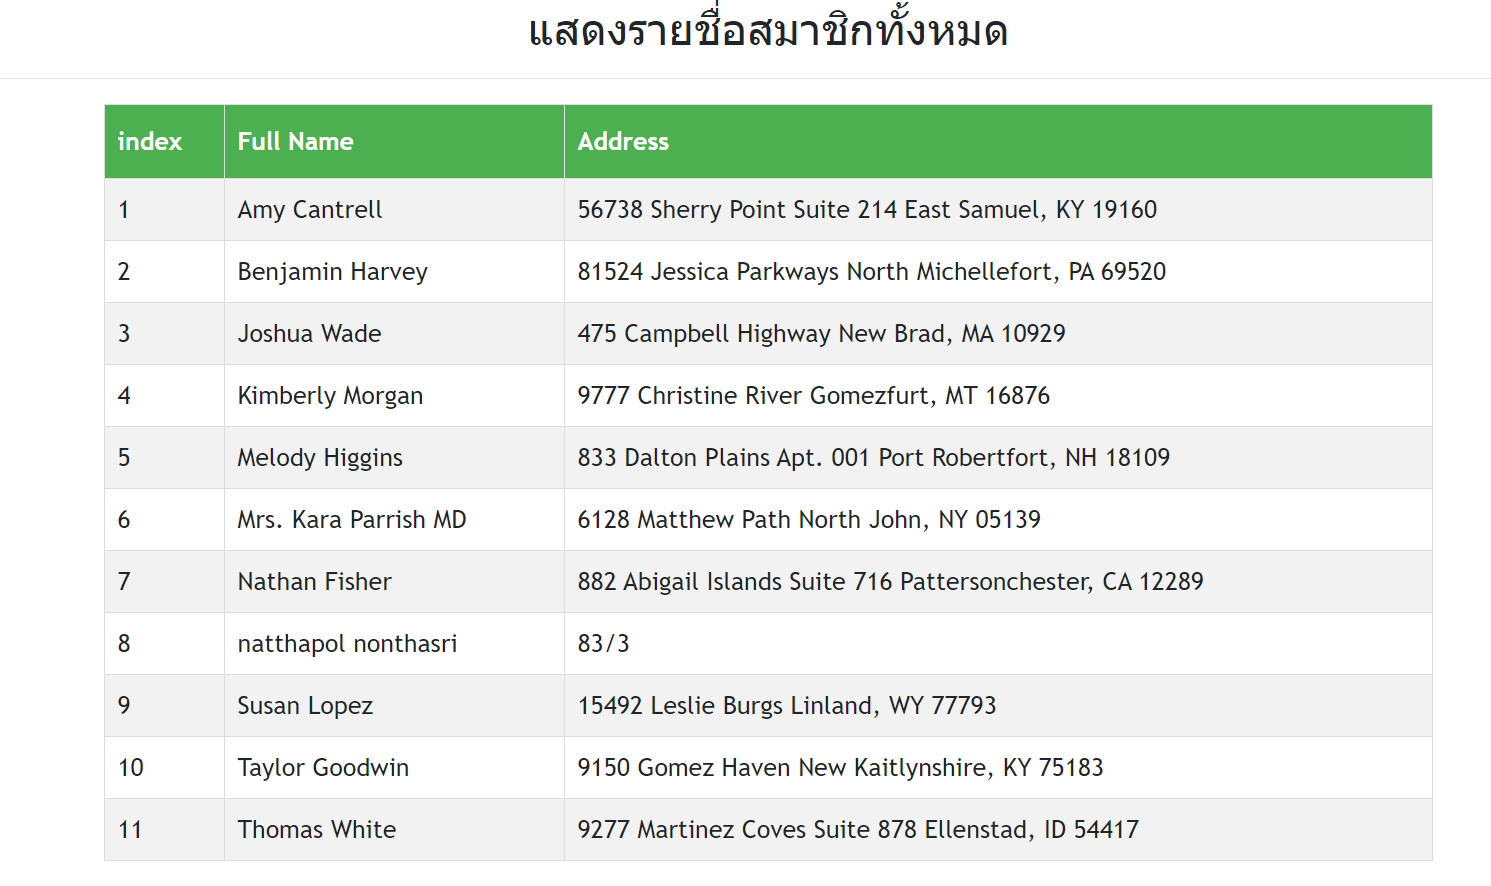 แสดงรายชื่อสมาชิกทั้งหมด
index Full Name Address
1 Amy Cantrell 56738 Sherry Point Suite 214 East Samuel, KY 19160
2 Benjamin Harvey 81524 Jessica Parkways North Michellefort, PA 69520
3 Joshua Wade 475 Campbell Highway New Brad, MA 10929
4 Kimberly Morgan 9777 Christine River Gomezfurt, MT 16876
5 Melody Higgins 833 Dalton Plains Apt. 001 Port Robertfort, NH 18109
6 Mrs. Kara Parrish MD 6128 Matthew Path North John, NY 05139
7 Nathan Fisher 882 Abigail Islands Suite 716 Pattersonchester, CA 12289
8 natthapol nonthasri 83/3
9 Susan Lopez 15492 Leslie Burgs Linland, WY 77793
10 Taylor Goodwin 9150 Gomez Haven New Kaitlynshire, KY 75183
11 Thomas White 9277 Martinez Coves Suite 878 Ellenstad, ID 54417